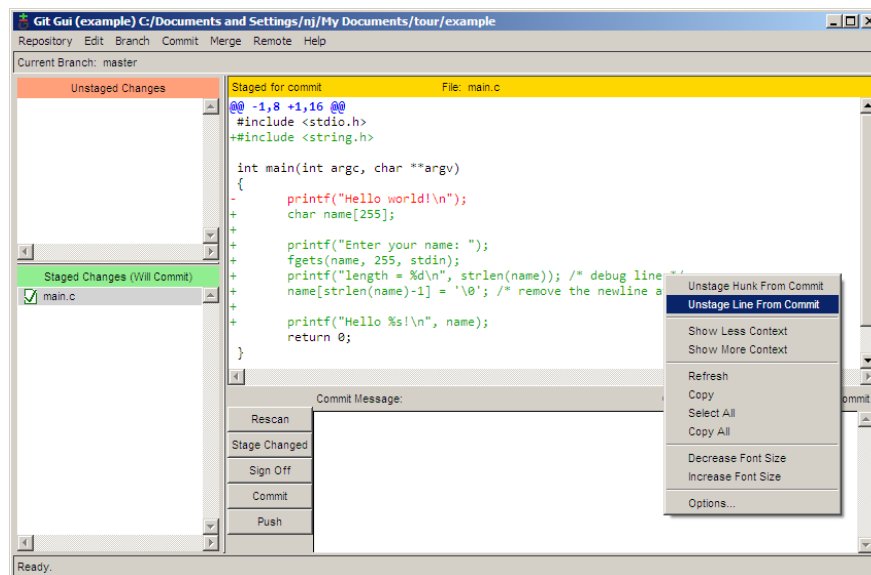 Git Gui (example) C:/Documents and Settings/nj/My Documents/tour/example
Repository Edit Branch Commit Merge Remote Help
Current Branch: master
Unstaged Changes
Staged for commit File: main.c
@@ -1,8 +1,16 @@
#include <stdio.h>
+#include <string.h>
int main(int argc, char **argv)
{
- printf("Hello world!\n");
+ char name[255];
+
+ printf("Enter your name: ");
+ fgets(name, 255, stdin);
+ printf("length = %d\n", strlen(name)); /* debug line */
+ name[strlen(name)-1] = '\0'; /* remove the newline a
+
+ printf("Hello %s!\n", name);
return 0;
}
Staged Changes (Will Commit)
main.c
Unstage Hunk From Commit
Unstage Line From Commit
Show Less Context
Show More Context
Refresh
Copy
Select All
Copy All
Decrease Font Size
Increase Font Size
Options...
Commit Message:
ommit
Rescan
Stage Changed
Sign Off
Commit
Push
Ready.